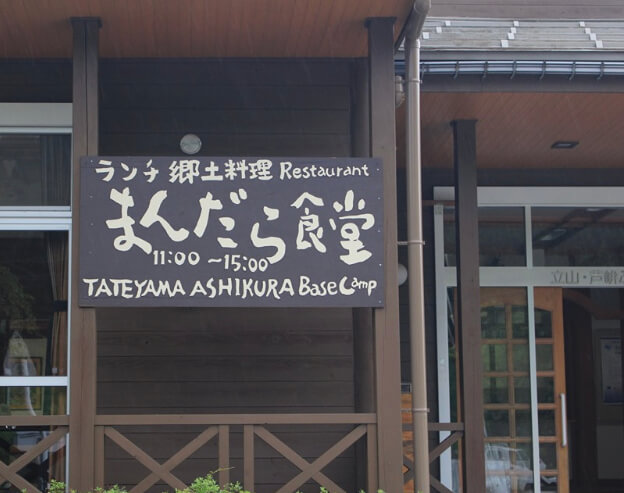 ランチ 郷土料理 Restaurant
まんだら食堂
11:00 ～15:00
TATEYAMA ASHIKURA Base Camp
立山・芦峅